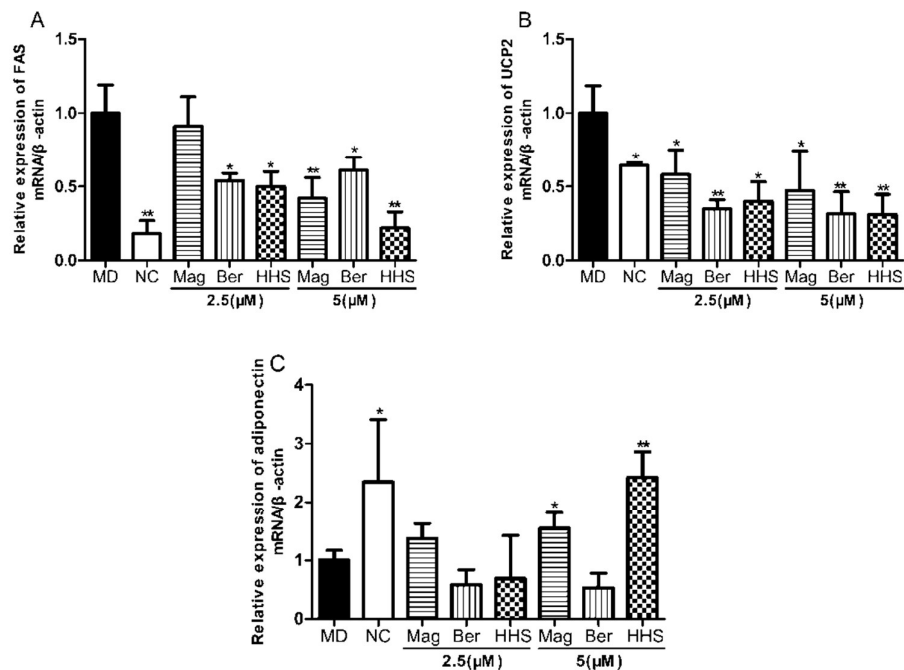 A
Relative expression of FAS
mRNA/β -actin
1.5
1.0
0.5
0.0
** * * ** * **
MD NC Mag Ber HHS Mag Ber HHS
2.5(μM) 5(μM)
B
Relative expression of UCP2
mRNA/β -actin
1.5
1.0
0.5
0.0
* * ** * * ** **
MD NC Mag Ber HHS Mag Ber HHS
2.5(μM) 5(μM)
C
Relative expression of adiponectin
mRNA/β -actin
4
3
2
1
0
* * **
MD NC Mag Ber HHS Mag Ber HHS
2.5(μM) 5(μM)